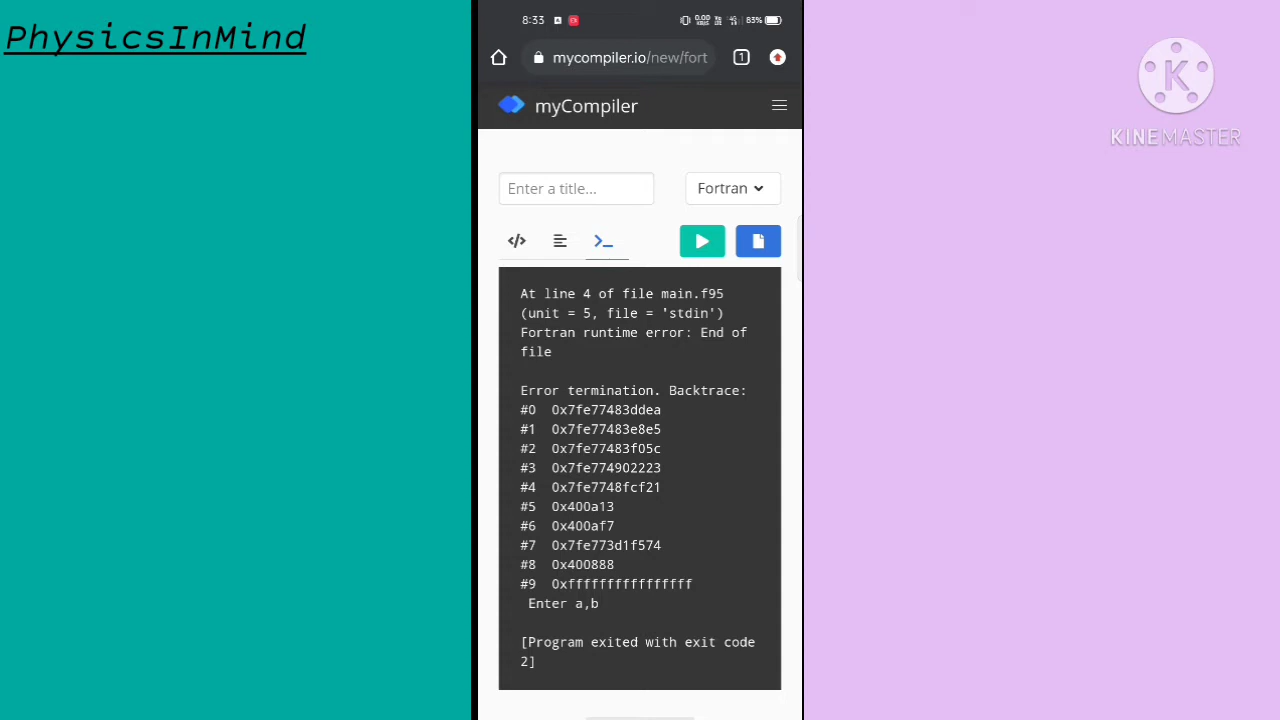 PhysicsInMind
8:33
0.00
83%
mycompiler.io/new/fort
1
K
KINEMASTER
myCompiler
Enter a title...
Fortran
At line 4 of file main.f95
(unit = 5, file = 'stdin')
Fortran runtime error: End of
file
Error termination. Backtrace:
#0 0x7fe77483ddea
#1 0x7fe77483e8e5
#2 0x7fe77483f05c
#3 0x7fe774902223
#4 0x7fe7748fcf21
#5 0x400a13
#6 0x400af7
#7 0x7fe773d1f574
#8 0x400888
#9 0xffffffffffffffff
Enter a,b
[Program exited with exit code
2]